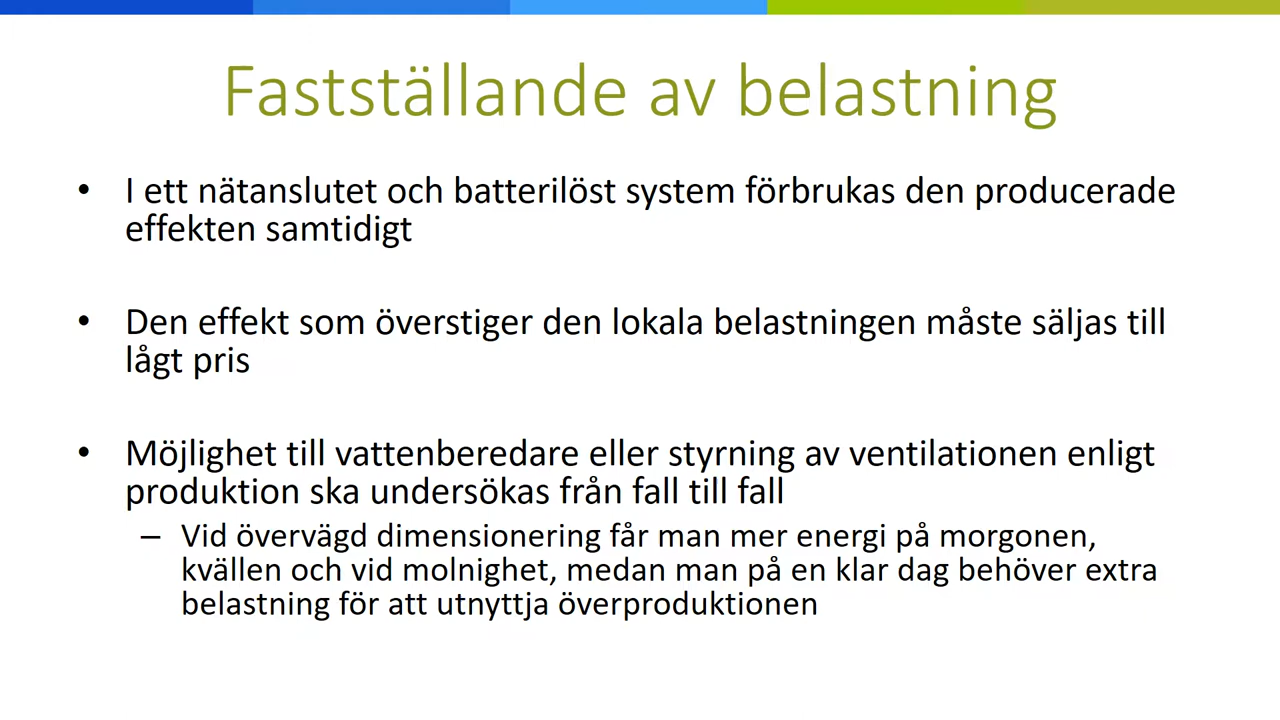 Fastställande av belastning
• I ett nätanslutet och batterilöst system förbrukas den producerade
effekten samtidigt
• Den effekt som överstiger den lokala belastningen måste säljas till
lågt pris
• Möjlighet till vattenberedare eller styrning av ventilationen enligt
produktion ska undersökas från fall till fall
– Vid övervägd dimensionering får man mer energi på morgonen,
kvällen och vid molnighet, medan man på en klar dag behöver extra
belastning för att utnyttja överproduktionen